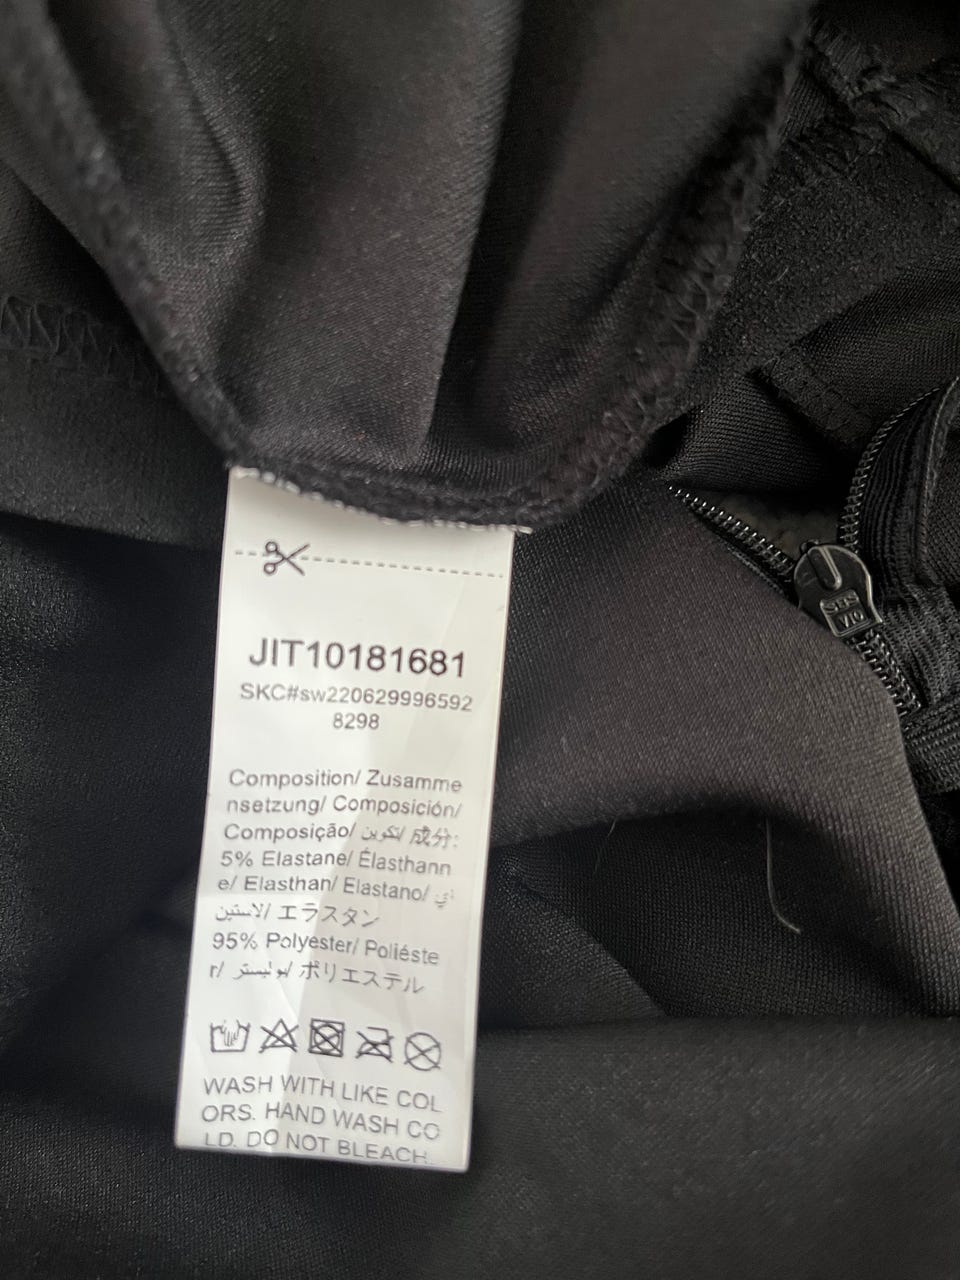 JIT10181681
SKC#sw220629996592
8298
Composition/ Zusamme
nsetzung/ Composición/
Composição/ تكوين/ 成分:
5% Elastane/ Élasthann
e/ Elasthan/ Elastano/
لاستين/ エラスタン
95% Polyester/ Poliéste
r/ بوليستر/ ポリエステル
WASH WITH LIKE COL
ORS. HAND WASH CO
LD. DO NOT BLEACH.
SBS